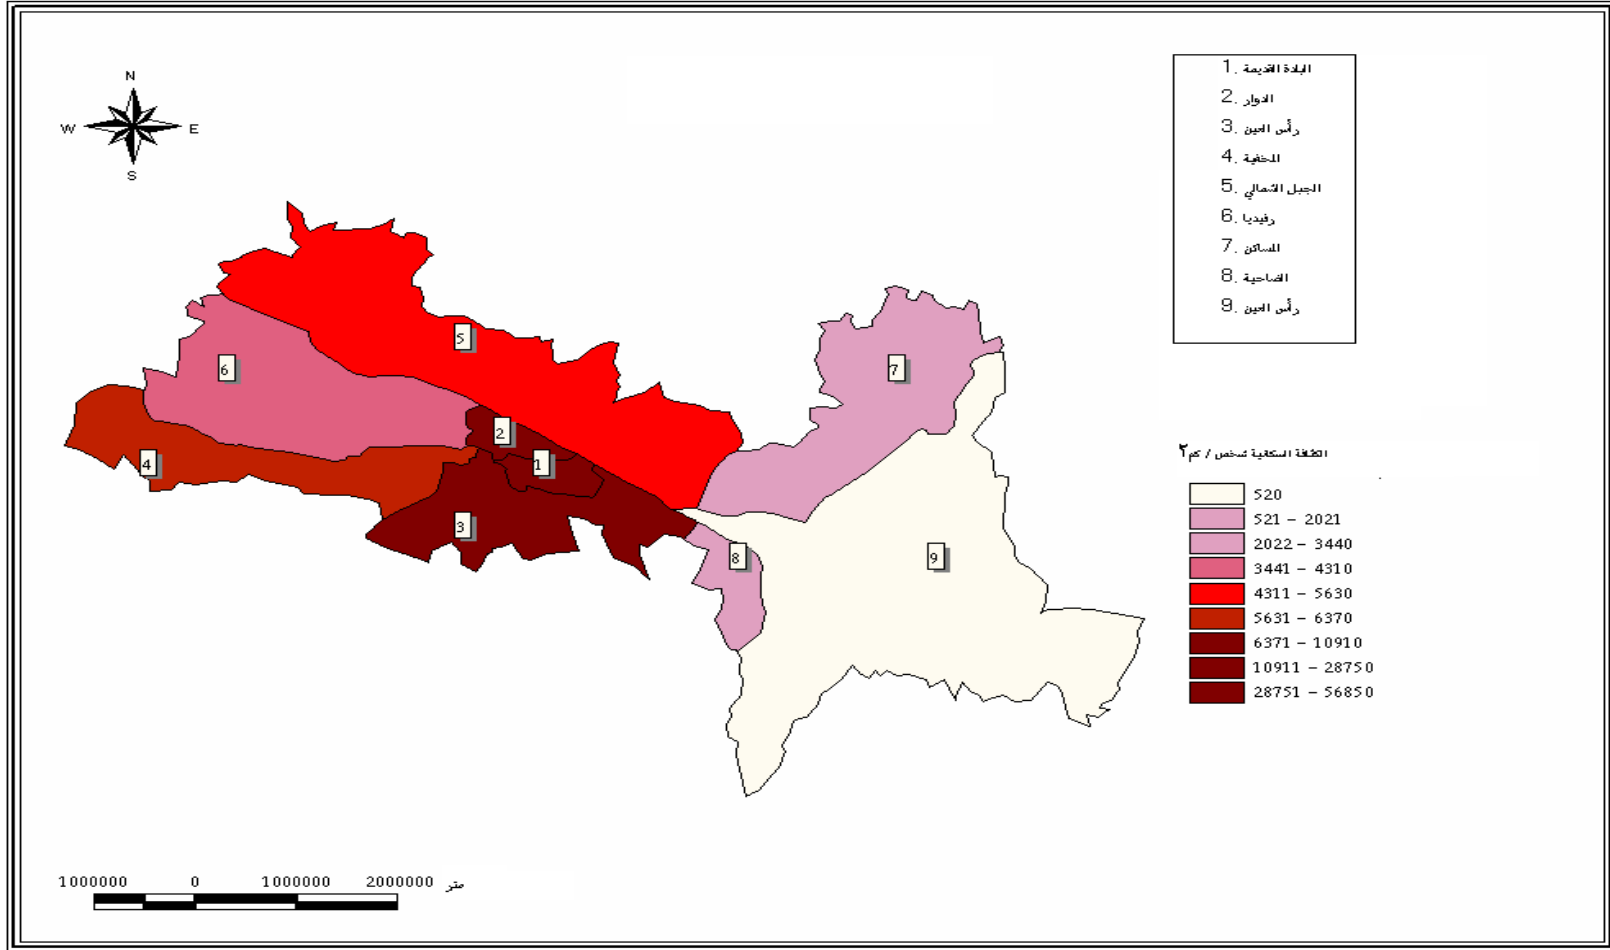 N
W E
S
1. البلدة القديمة
2. الدوار
3. رأس العين
4. المخفية
5. الجبل الشمالي
6. رفيديا
7. المساكن
8. الضاحية
9. رأس العين
5
6
7
2
4
1
3
8
9
الكثافة السكانية شخص / كم٢
520
521 – 2021
2022 – 3440
3441 – 4310
4311 – 5630
5631 – 6370
6371 – 10910
10911 – 28750
28751 – 56850
1000000 0 1000000 2000000 متر